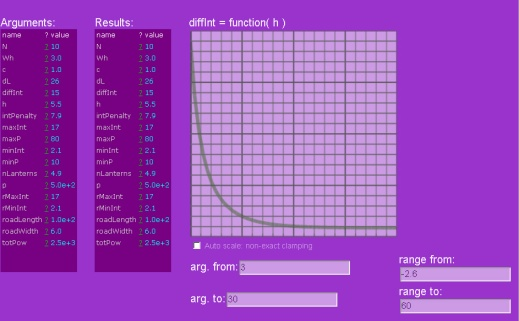 Arguments:
name ? value
N ? 10
Wh ? 3.0
c ? 1.0
dL ? 26
diffInt ? 15
h ? 5.5
intPenalty ? 7.9
maxInt ? 17
maxP ? 80
minInt ? 2.1
minP ? 10
nLanterns ? 4.9
p ? 5.0e+2
rMaxInt ? 17
rMinInt ? 2.1
roadLength ? 1.0e+2
roadWidth ? 6.0
totPow ? 2.5e+3
Results:
name ? value
N ? 10
Wh ? 3.0
c ? 1.0
dL ? 26
diffInt ? 15
h ? 5.5
intPenalty ? 7.9
maxInt ? 17
maxP ? 80
minInt ? 2.1
minP ? 10
nLanterns ? 4.9
p ? 5.0e+2
rMaxInt ? 17
rMinInt ? 2.1
roadLength ? 1.0e+2
roadWidth ? 6.0
totPow ? 2.5e+3
diffInt = function( h )
Auto scale: non-exact clamping
arg. from: 3
arg. to: 30
range from:
-2.6
range to:
60